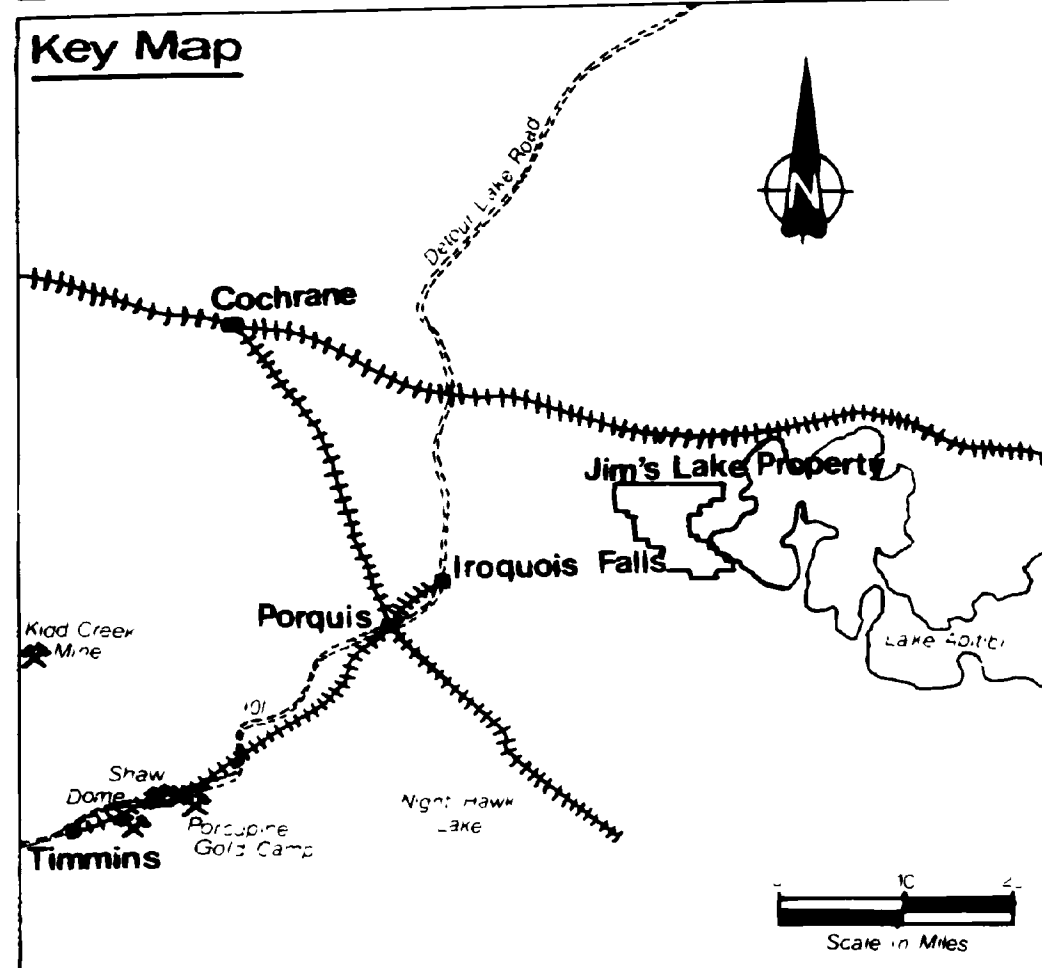 Key Map
N
Detour Lake Road
Cochrane
Jim's Lake Property
Iroquois Falls
Porquis
Creek
Mine
Lake
101
Shaw
Dome
Night Hawk
Lake
Porcupine
Gold Camp
Timmins
10
Scale in Miles